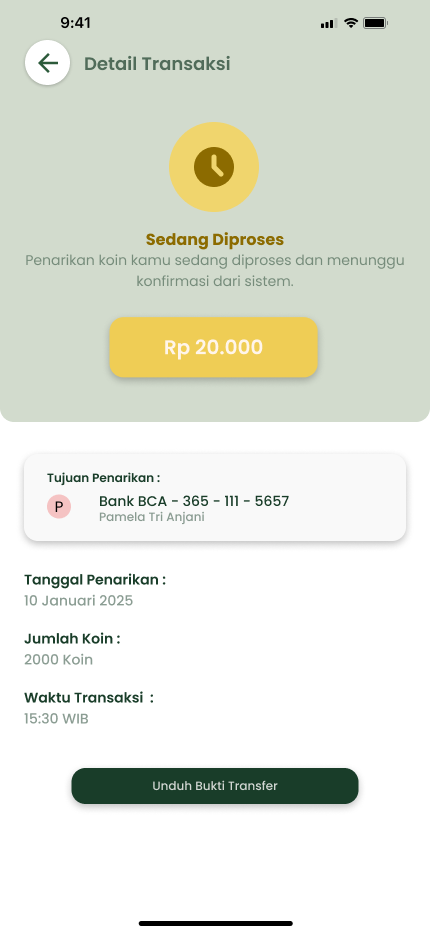 9:41
Detail Transaksi
Sedang Diproses
Penarikan koin kamu sedang diproses dan menunggu
konfirmasi dari sistem.
Rp 20.000
Tujuan Penarikan :
P
Bank BCA - 365 - 111 - 5657
Pamela Tri Anjani
Tanggal Penarikan :
10 Januari 2025
Jumlah Koin :
2000 Koin
Waktu Transaksi  :
15:30 WIB
Unduh Bukti Transfer